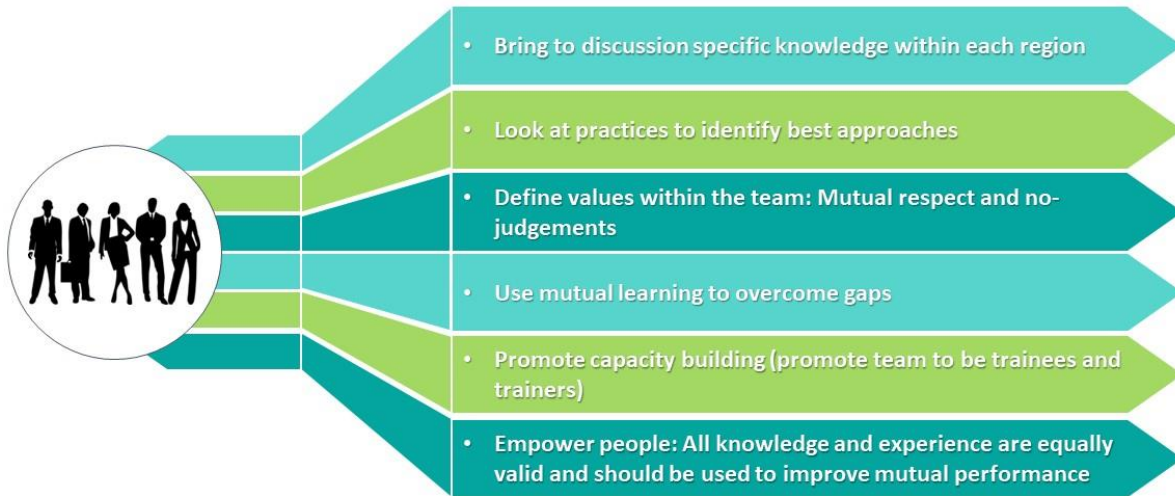 • Bring to discussion specific knowledge within each region
• Look at practices to identify best approaches
• Define values within the team: Mutual respect and no-
judgements
• Use mutual learning to overcome gaps
• Promote capacity building (promote team to be trainees and
trainers)
• Empower people: All knowledge and experience are equally
valid and should be used to improve mutual performance